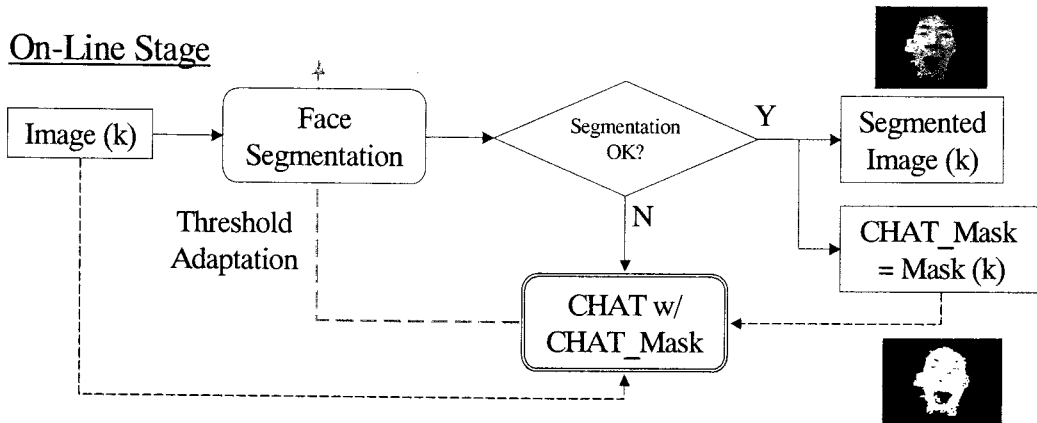 On-Line Stage
Image (k)
Face
Segmentation
Segmentation
OK?
Y
Segmented
Image (k)
N
Threshold
Adaptation
CHAT_Mask
= Mask (k)
CHAT w/
CHAT_Mask